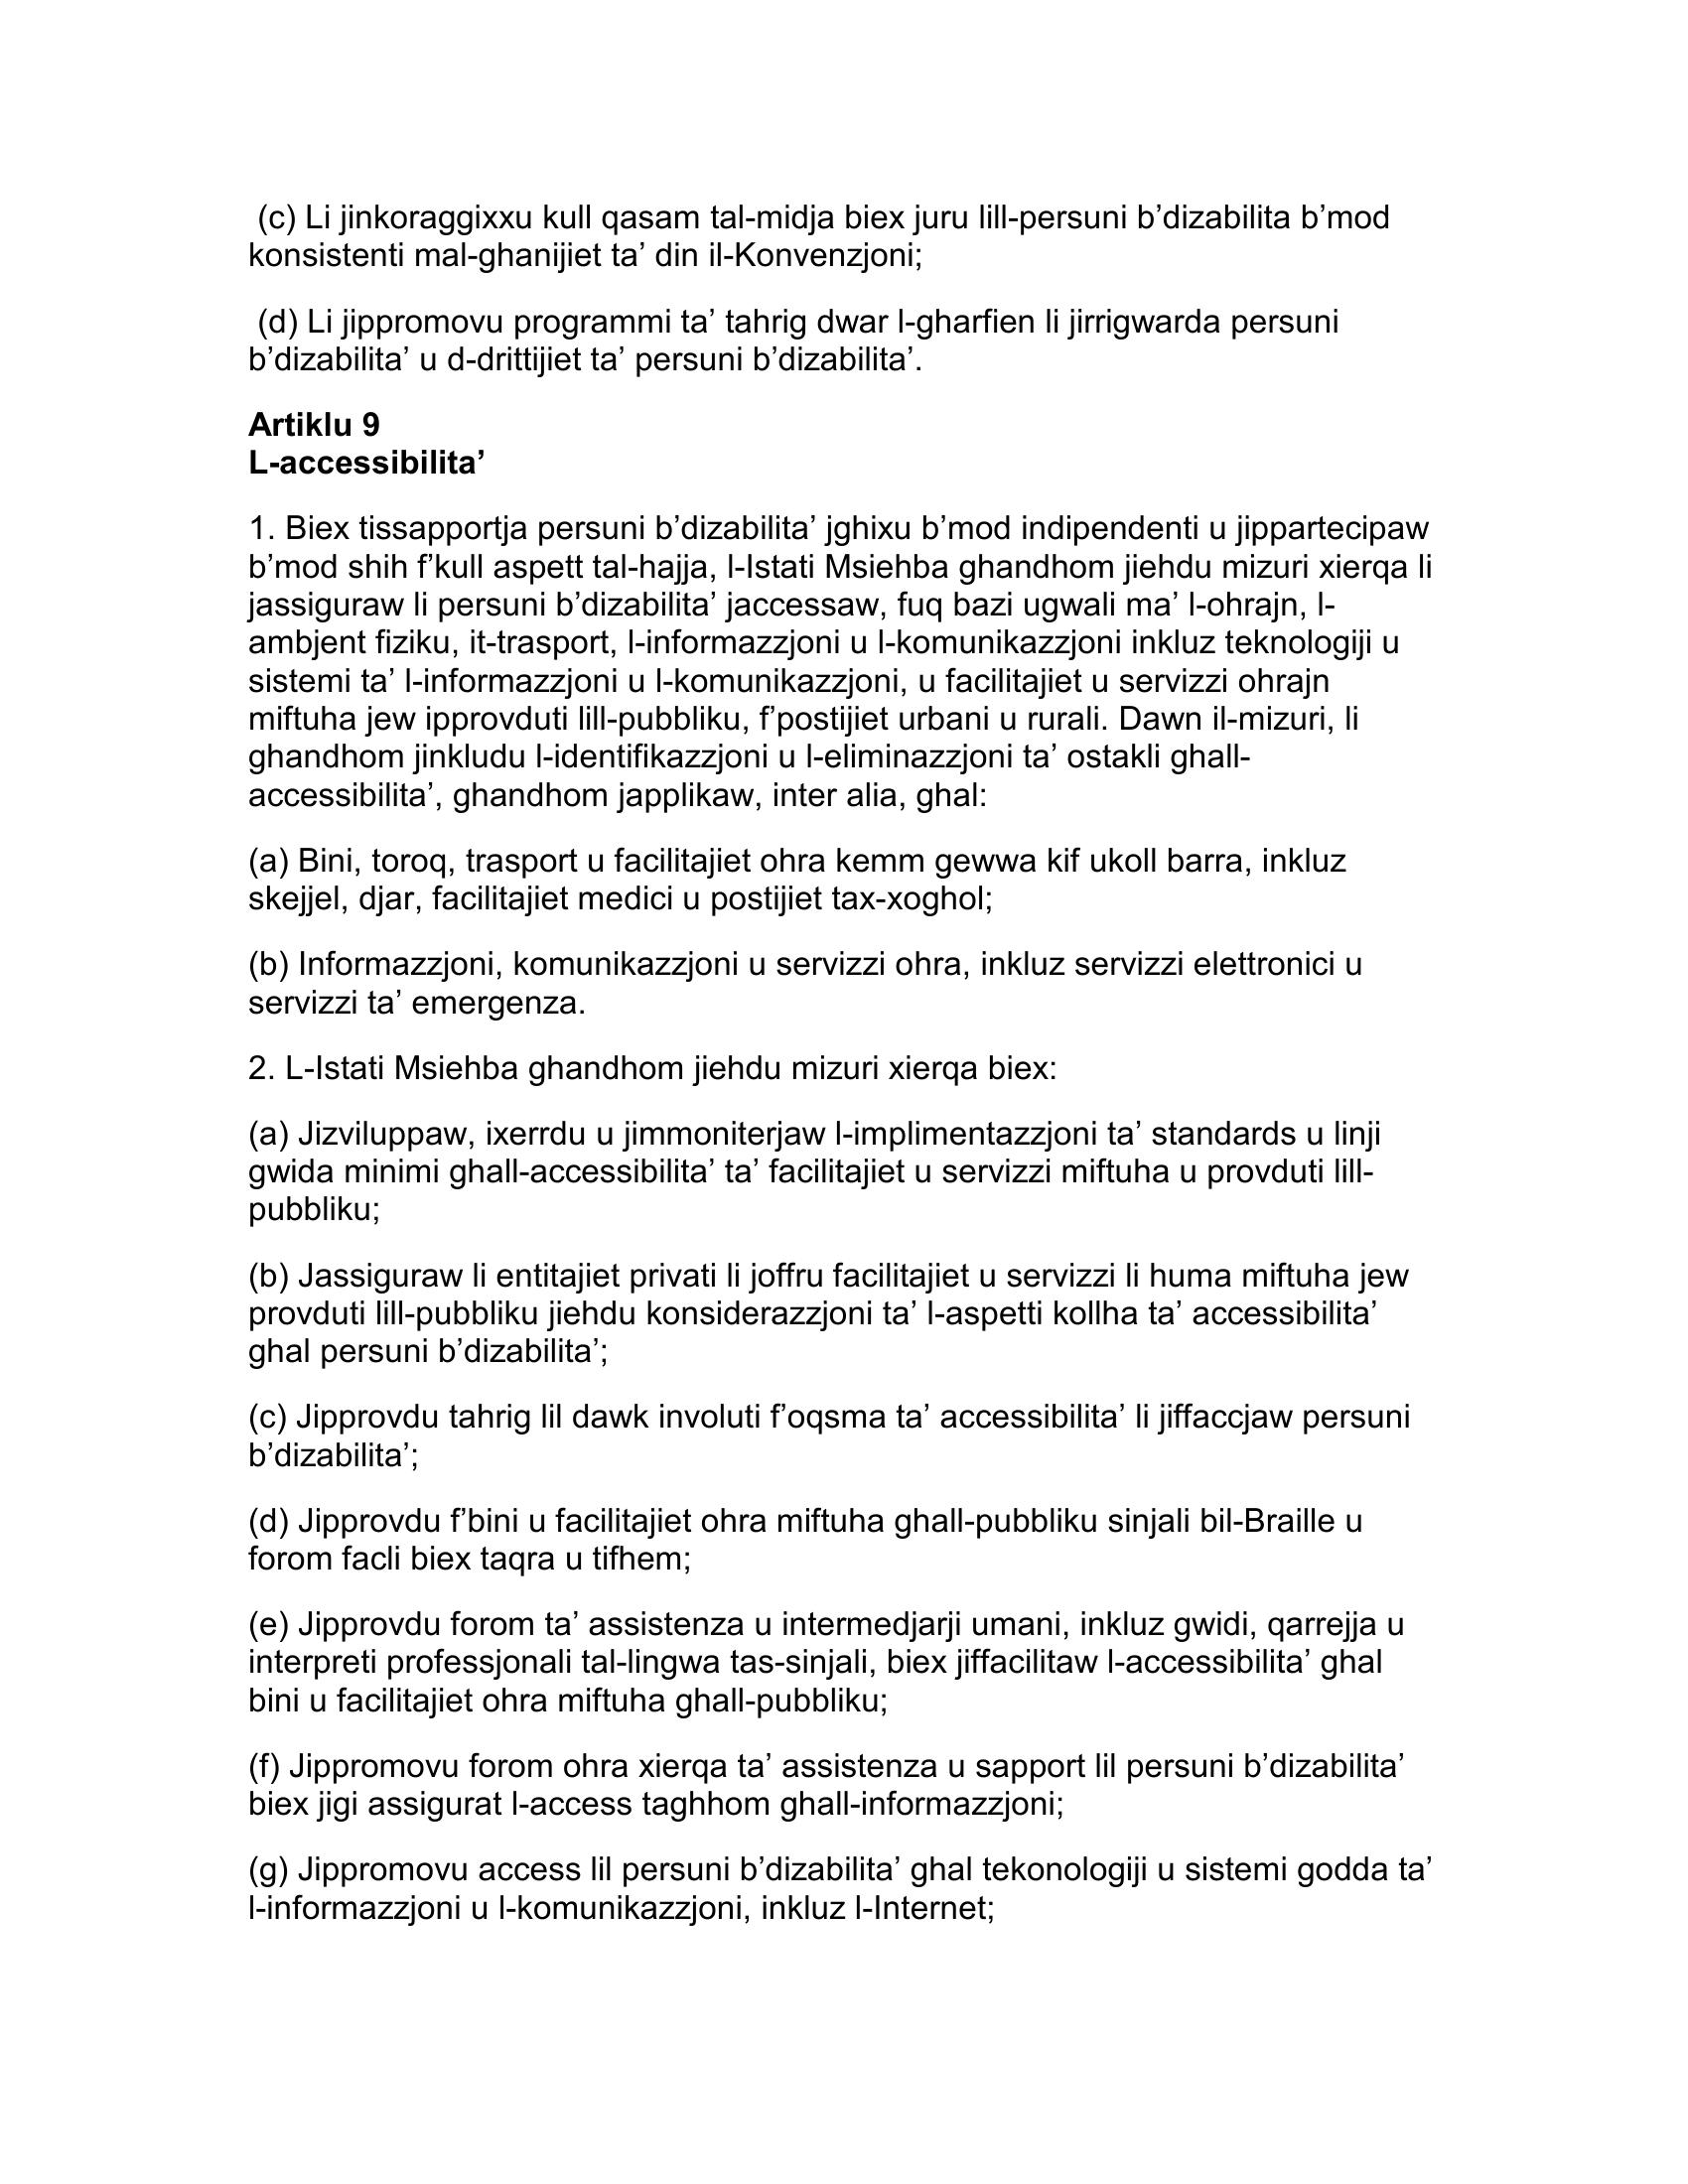 (c) Li jinkoraggixxu kull qasam tal-midja biex juru lill-persuni b’dizabilita b’mod
konsistenti mal-ghanijiet ta’ din il-Konvenzjoni;
(d) Li jippromovu programmi ta’ tahrig dwar l-gharfien li jirrigwarda persuni
b’dizabilita’ u d-drittijiet ta’ persuni b’dizabilita’.
Artiklu 9
L-accessibilita’
1. Biex tissapportja persuni b’dizabilita’ jghixu b’mod indipendenti u jippartecipaw
b’mod shih f’kull aspett tal-hajja, l-Istati Msiehba ghandhom jiehdu mizuri xierqa li
jassiguraw li persuni b’dizabilita’ jaccessaw, fuq bazi ugwali ma’ l-ohrajn, l-
ambjent fiziku, it-trasport, l-informazzjoni u l-komunikazzjoni inkluz teknologiji u
sistemi ta’ l-informazzjoni u l-komunikazzjoni, u facilitajiet u servizzi ohrajn
miftuha jew ipprovduti lill-pubbliku, f’postijiet urbani u rurali. Dawn il-mizuri, li
ghandhom jinkludu l-identifikazzjoni u l-eliminazzjoni ta’ ostakli ghall-
accessibilita’, ghandhom japplikaw, inter alia, ghal:
(a) Bini, toroq, trasport u facilitajiet ohra kemm gewwa kif ukoll barra, inkluz
skejjel, djar, facilitajiet medici u postijiet tax-xoghol;
(b) Informazzjoni, komunikazzjoni u servizzi ohra, inkluz servizzi elettronici u
servizzi ta’ emergenza.
2. L-Istati Msiehba ghandhom jiehdu mizuri xierqa biex:
(a) Jizviluppaw, ixerrdu u jimmoniterjaw l-implimentazzjoni ta’ standards u linji
gwida minimi ghall-accessibilita’ ta’ facilitajiet u servizzi miftuha u provduti lill-
pubbliku;
(b) Jassiguraw li entitajiet privati li joffru facilitajiet u servizzi li huma miftuha jew
provduti lill-pubbliku jiehdu konsiderazzjoni ta’ l-aspetti kollha ta’ accessibilita’
ghal persuni b’dizabilita’;
(c) Jipprovdu tahrig lil dawk involuti f’oqsma ta’ accessibilita’ li jiffaccjaw persuni
b’dizabilita’;
(d) Jipprovdu f’bini u facilitajiet ohra miftuha ghall-pubbliku sinjali bil-Braille u
forom facli biex taqra u tifhem;
(e) Jipprovdu forom ta’ assistenza u intermedjarji umani, inkluz gwidi, qarrejja u
interpreti professjonali tal-lingwa tas-sinjali, biex jiffacilitaw l-accessibilita’ ghal
bini u facilitajiet ohra miftuha ghall-pubbliku;
(f) Jippromovu forom ohra xierqa ta’ assistenza u sapport lil persuni b’dizabilita’
biex jigi assigurat l-access taghhom ghall-informazzjoni;
(g) Jippromovu access lil persuni b’dizabilita’ ghal tekonologiji u sistemi godda ta’
l-informazzjoni u l-komunikazzjoni, inkluz l-Internet;